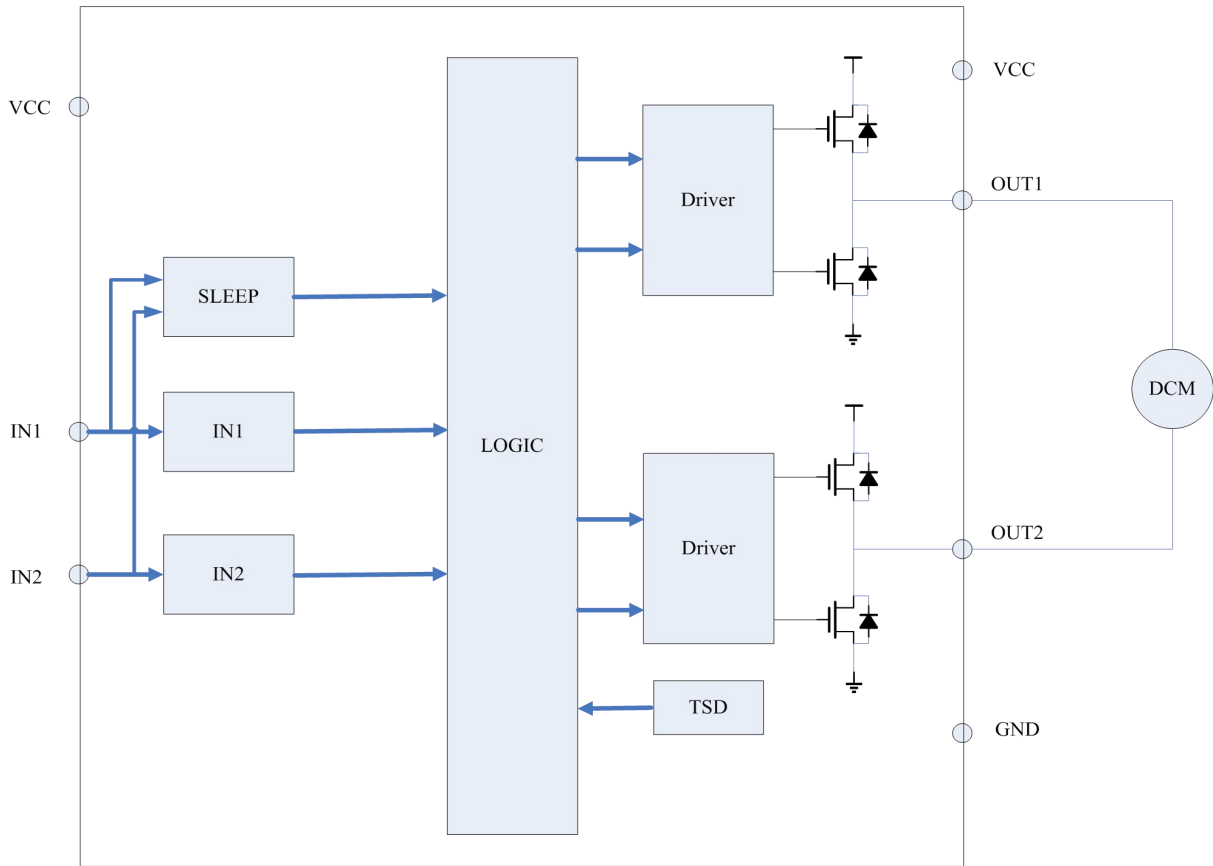 VCC
VCC
Driver
OUT1
SLEEP
DCM
IN1
IN1
LOGIC
OUT2
Driver
IN2
IN2
TSD
GND